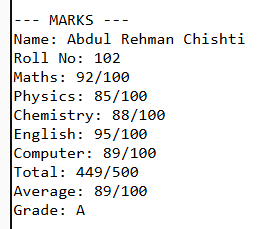 --- MARKS ---
Name: Abdul Rehman Chishti
Roll No: 102
Maths: 92/100
Physics: 85/100
Chemistry: 88/100
English: 95/100
Computer: 89/100
Total: 449/500
Average: 89/100
Grade: A